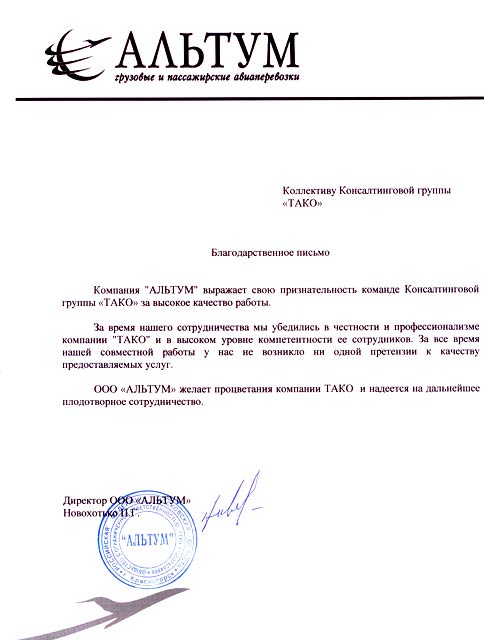 АЛЬТУМ
грузовые и пассажирские авиаперевозки
Коллективу Консалтинговой группы
«ТАКО»
Благодарственное письмо
Компания "АЛЬТУМ" выражает свою признательность команде Консалтинговой
группы «ТАКО» за высокое качество работы.
За время нашего сотрудничества мы убедились в честности и профессионализме
компании "ТАКО" и в высоком уровне компетентности ее сотрудников. За все время
нашей совместной работы у нас не возникло ни одной претензии к качеству
предоставляемых услуг.
ООО «АЛЬТУМ» желает процветания компании ТАКО и надеется на дальнейшее
плодотворное сотрудничество.
Директор ООО «АЛЬТУМ»
Новохотько П.Г.
"АЛЬТУМ"
г. Красногорск